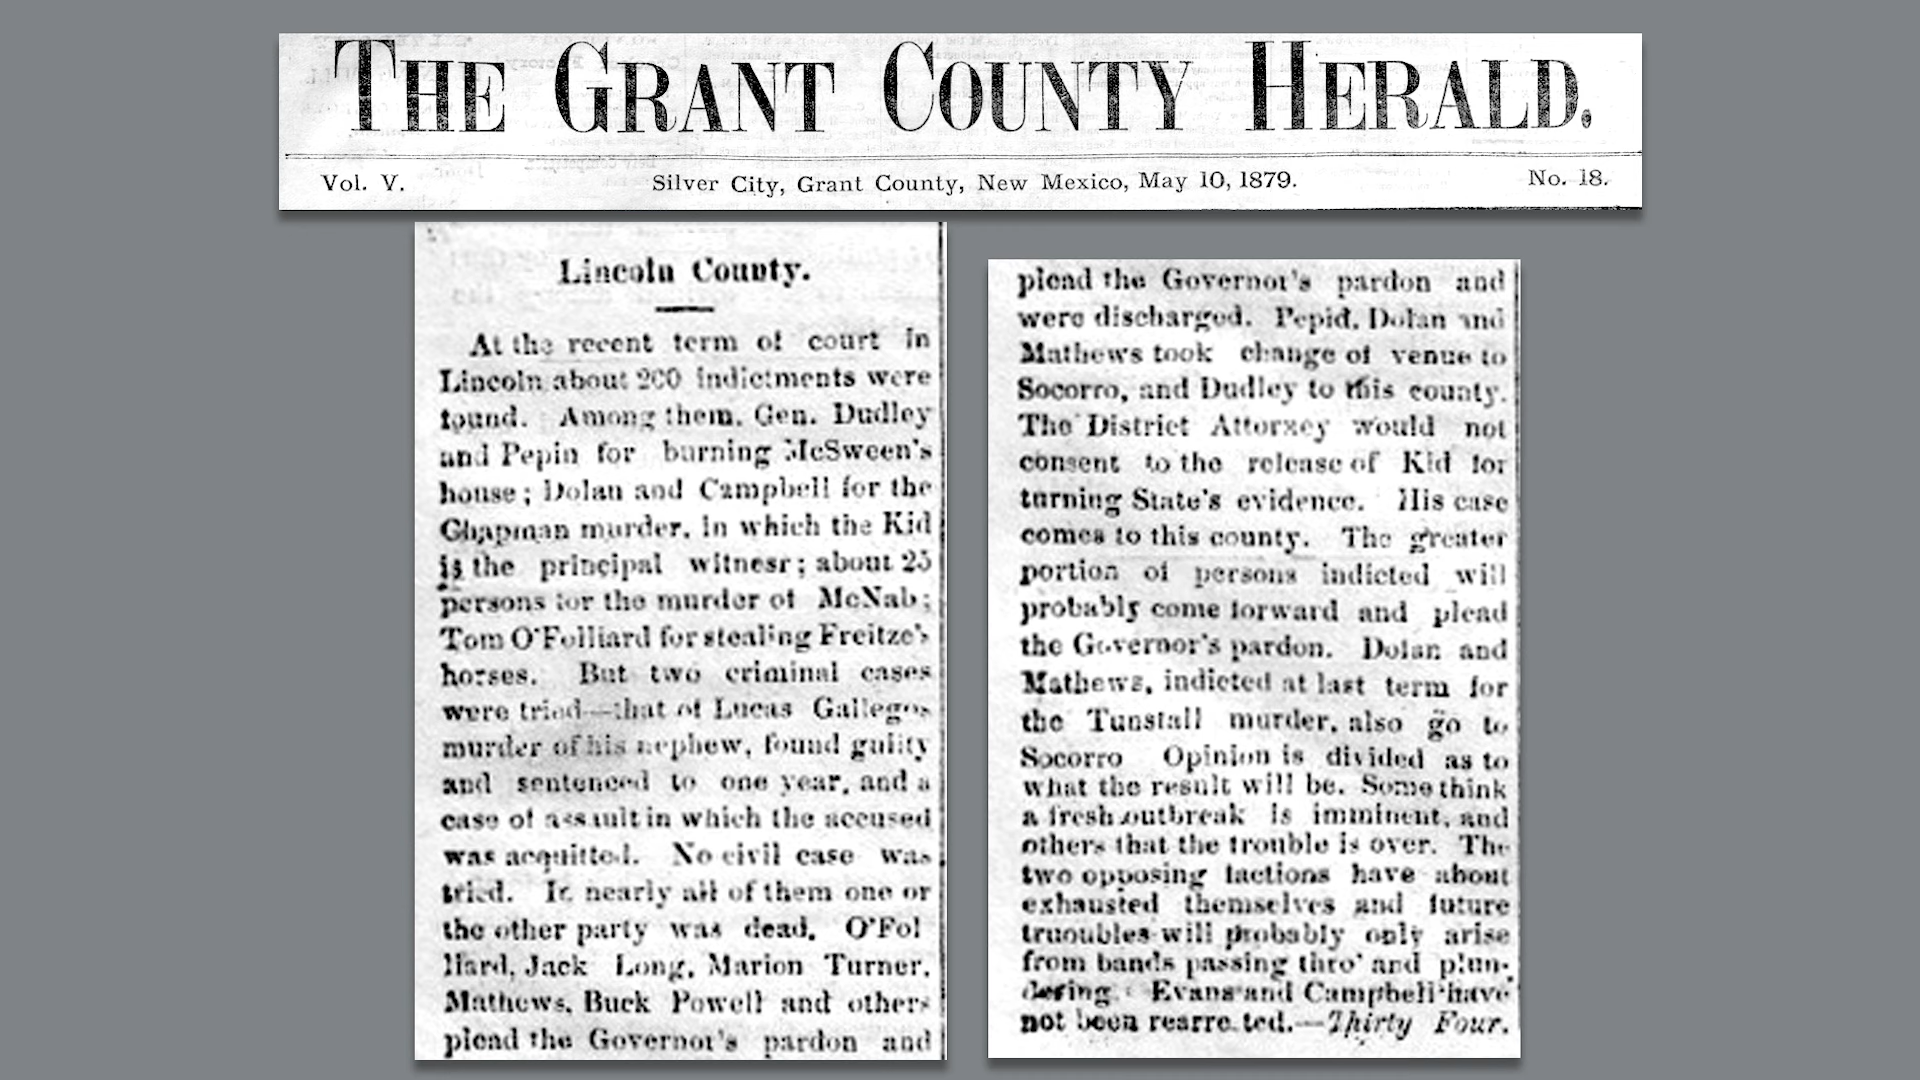 THE GRANT COUNTY HERALD.
Vol. V.
Silver City, Grant County, New Mexico, May 10, 1879.
No. 18.
Lincoln County.
At the recent term of court in
Lincoln about 200 indictments were
found. Among them, Gen. Dudley
and Pepin for burning McSween's
house; Dolan and Campbell for the
Chapman murder, in which the Kid
is the principal witnesr; about 25
persons for the murder of McNab;
Tom O'Folliard for stealing Freitze's
horses. But two criminal cases
were tried—that of Lucas Gallegos
murder of his nephew, found guilty
and sentenced to one year, and a
case of assault in which the accused
was acquitted. No civil case was
tried. In nearly all of them one or
the other party was dead. O'Fol
liard, Jack Long, Marion Turner,
Mathews, Buck Powell and others
plead the Governor's pardon and
plead the Governor's pardon and
were discharged. Pepid, Dolan and
Mathews took change of venue to
Socorro, and Dudley to this county.
The District Attorney would not
consent to the release of Kid for
turning State's evidence. His case
comes to this county. The greater
portion of persons indicted will
probably come forward and plead
the Governor's pardon. Dolan and
Mathews, indicted at last term for
the Tunstall murder, also go to
Socorro Opinion is divided as to
what the result will be. Some think
a fresh outbreak is imminent, and
others that the trouble is over. The
two opposing factions have about
exhausted themselves and future
truoubles will probably only arise
from bands passing thro' and plun-
dering. Evans and Campbell have
not been rearrested.—Thirty Four.